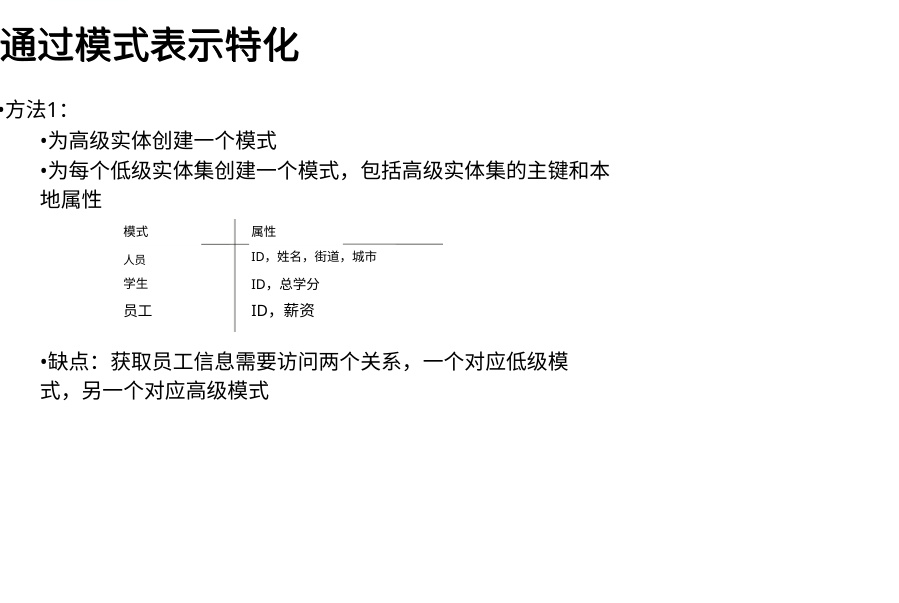 通过模式表示特化
•方法1：
•为高级实体创建一个模式
•为每个低级实体集创建一个模式，包括高级实体集的主键和本
地属性
模式 属性
人员 ID，姓名，街道，城市
学生 ID，总学分
员工 ID，薪资
•缺点：获取员工信息需要访问两个关系，一个对应低级模
式，另一个对应高级模式